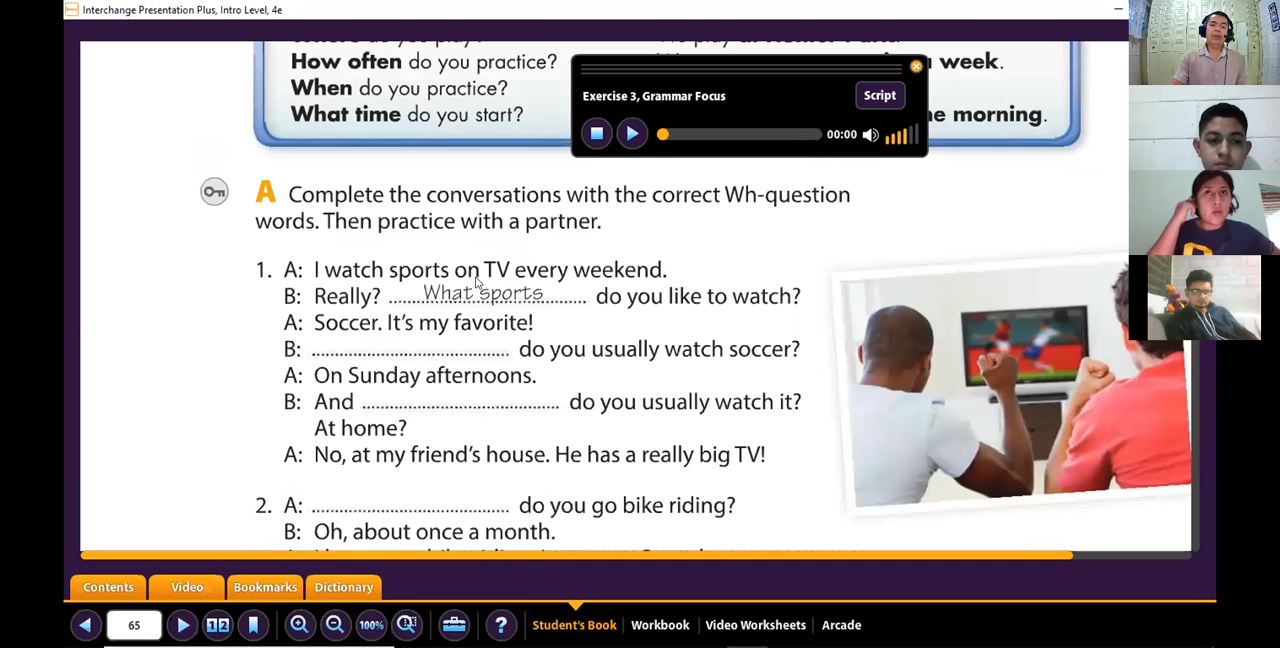 Interchange Presentation Plus, Intro Level, 4e
How often do you practice?
a week.
When do you practice?
What time do you start?
he morning.
Exercise 3, Grammar Focus
Script
00:00
A Complete the conversations with the correct Wh-question
words. Then practice with a partner.
1. A: I watch sports on TV every weekend.
B: Really? What sports do you like to watch?
A: Soccer. It's my favorite!
B: ........................................ do you usually watch soccer?
A: On Sunday afternoons.
B: And ........................................ do you usually watch it?
At home?
A: No, at my friend's house. He has a really big TV!
2. A: ........................................ do you go bike riding?
B: Oh, about once a month.
Contents
Video
Bookmarks
Dictionary
65
12
100%
?
Student's Book
Workbook
Video Worksheets
Arcade